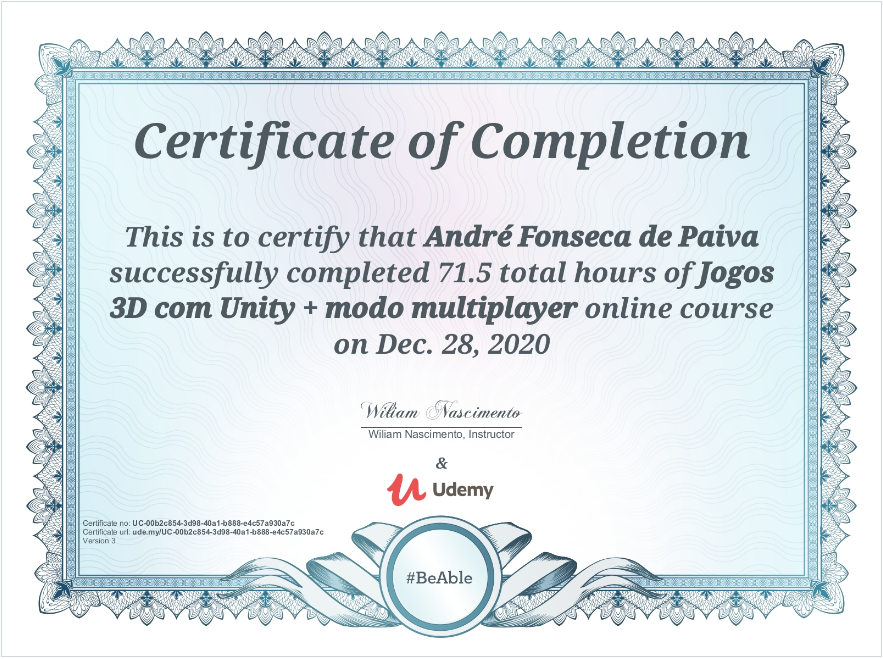 Certificate of Completion
This is to certify that André Fonseca de Paiva
successfully completed 71.5 total hours of Jogos
3D com Unity + modo multiplayer online course
on Dec. 28, 2020
Wiliam Nascimento
Wiliam Nascimento, Instructor
&
Udemy
Certificate no: UC-00b2c854-3d98-40a1-b888-e4c57a930a7c
Certificate url: ude.my/UC-00b2c854-3d98-40a1-b888-e4c57a930a7c
Version 3
#BeAble